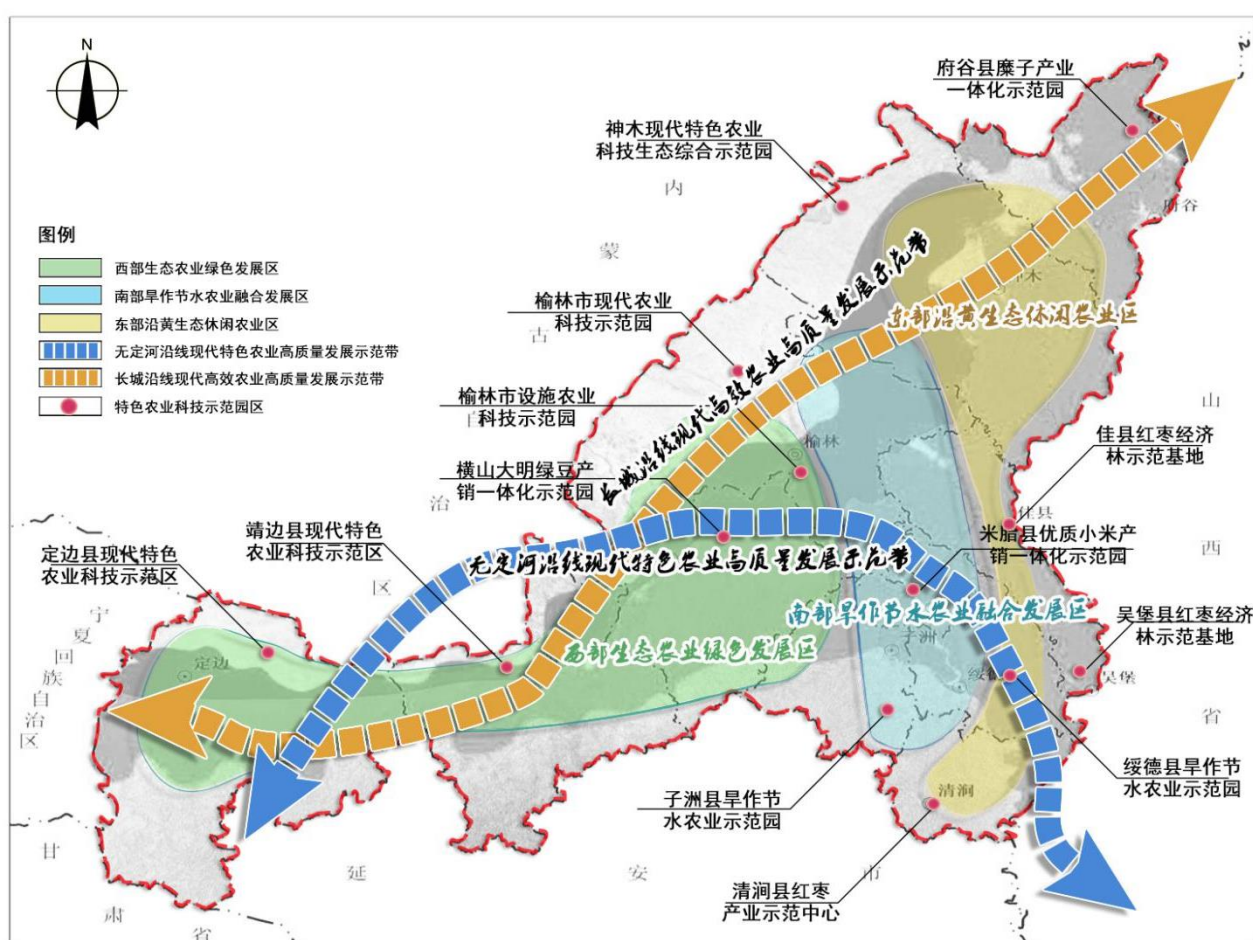 N
府谷县糜子产业
一体化示范园
神木现代特色农业
科技生态综合示范园
内
蒙
古
自
治
区
府谷
图例
西部生态农业绿色发展区
南部旱作节水农业融合发展区
东部沿黄生态休闲农业区
无定河沿线现代特色农业高质量发展示范带
长城沿线现代高效农业高质量发展示范带
特色农业科技示范园区
木
长城沿线现代高效农业高质量发展示范带
东部沿黄生态休闲农业区
榆林市现代农业
科技示范园
榆林市设施农业
科技示范园
榆林
横山大明绿豆产
销一体化示范园
山
西
省
佳县红枣经济
林示范基地
佳县
靖边县现代特色
农业科技示范区
定边县现代特色
农业科技示范区
无定河沿线现代特色农业高质量发展示范带
米脂县优质小米产
销一体化示范园
南部旱作节水农业融合发展区
子洲
吴堡县红枣经济
林示范基地
吴堡
宁
夏
回
族
自
治
区
定边
西部生态农业绿色发展区
绥德
子洲县旱作节
水农业示范园
绥德县旱作节
水农业示范园
清涧
清涧县红枣
产业示范中心
甘
肃
省
延
安
市